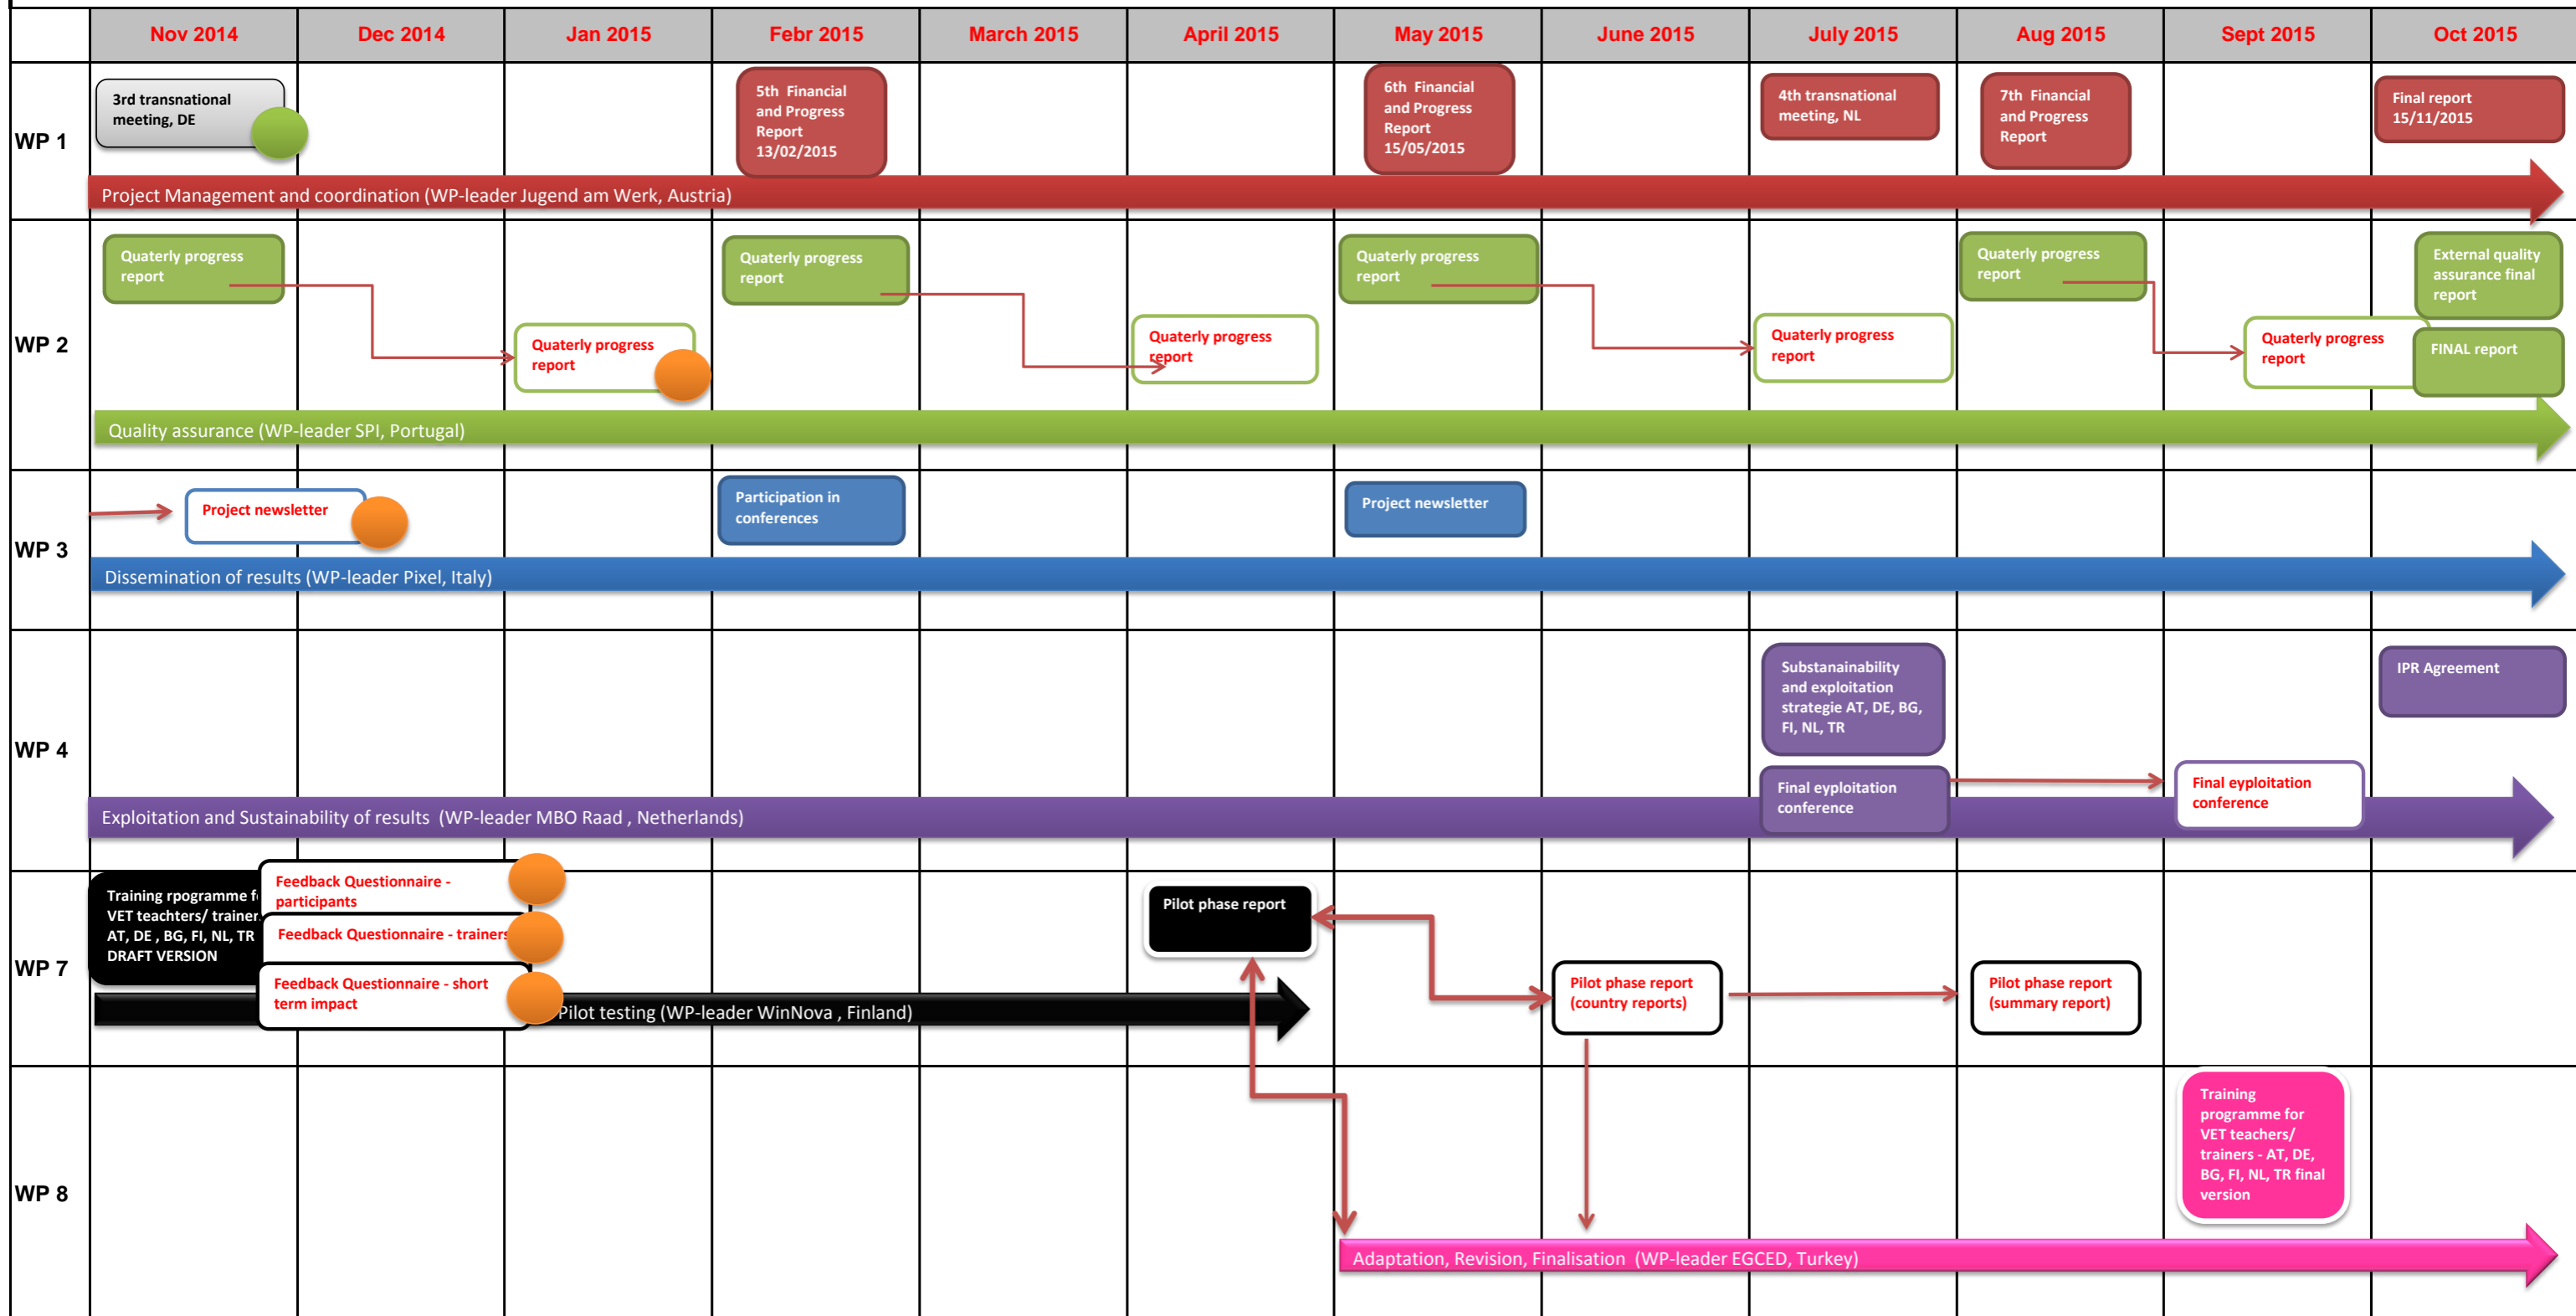 Nov 2014
Dec 2014
Jan 2015
Febr 2015
March 2015
April 2015
May 2015
June 2015
July 2015
Aug 2015
Sept 2015
Oct 2015
WP 1
3rd transnational
meeting, DE
5th Financial
and Progress
Report
13/02/2015
6th Financial
and Progress
Report
15/05/2015
4th transnational
meeting, NL
7th Financial
and Progress
Report
Final report
15/11/2015
Project Management and coordination (WP-leader Jugend am Werk, Austria)
WP 2
Quaterly progress
report
Quaterly progress
report
Quaterly progress
report
Quaterly progress
report
External quality
assurance final
report
Quaterly progress
report
Quaterly progress
report
Quaterly progress
report
Quaterly progress
report
FINAL report
Quality assurance (WP-leader SPI, Portugal)
WP 3
Project newsletter
Participation in
conferences
Project newsletter
Dissemination of results (WP-leader Pixel, Italy)
WP 4
Substanainability
and exploitation
strategie AT, DE, BG,
FI, NL, TR
IPR Agreement
Final eyploitation
conference
Final eyploitation
conference
Exploitation and Sustainability of results (WP-leader MBO Raad , Netherlands)
WP 7
Training rpogramme
VET teachters/ trainer
AT, DE , BG, FI, NL, TR
DRAFT VERSION
Feedback Questionnaire -
participants
Feedback Questionnaire - trainers
Feedback Questionnaire - short
term impact
Pilot phase report
Pilot phase report
(country reports)
Pilot phase report
(summary report)
Pilot testing (WP-leader WinNova , Finland)
WP 8
Training
programme for
VET teachers/
trainers - AT, DE,
BG, FI, NL, TR final
version
Adaptation, Revision, Finalisation (WP-leader EGCED, Turkey)